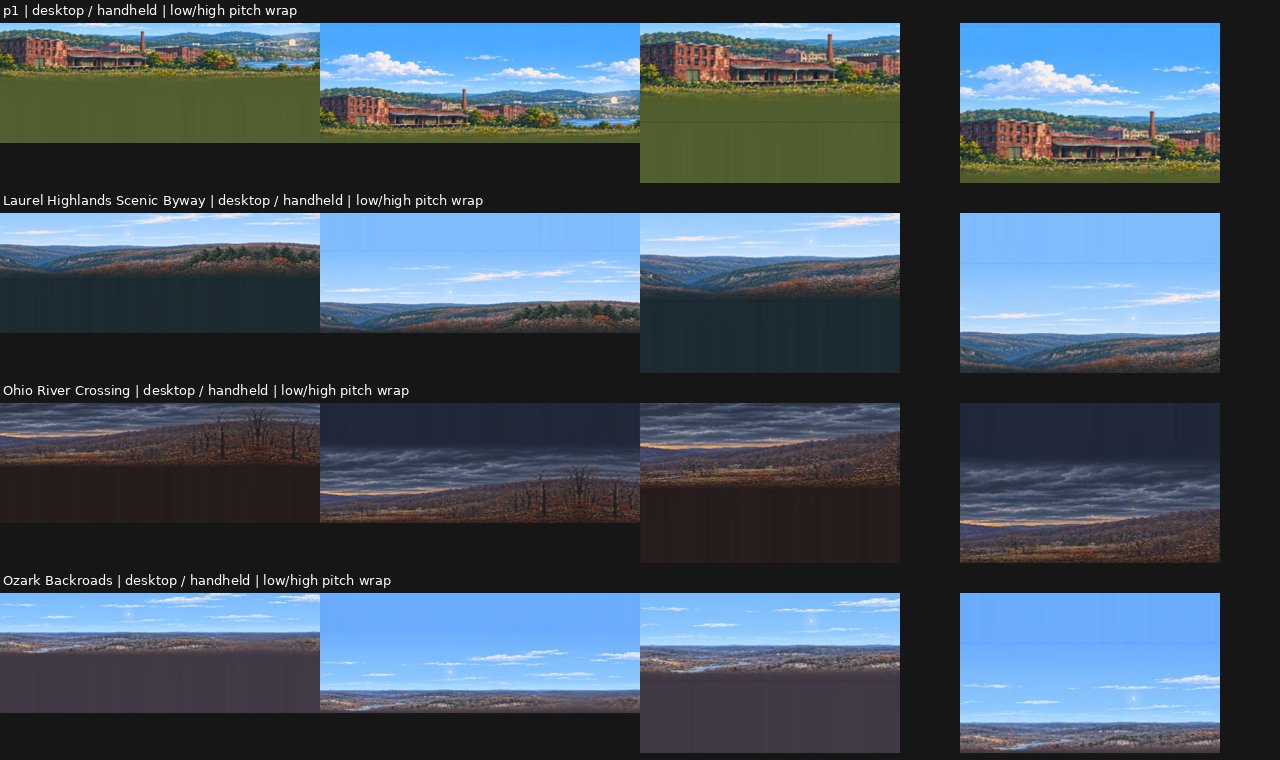 p1 | desktop / handheld | low/high pitch wrap
Laurel Highlands Scenic Byway | desktop / handheld | low/high pitch wrap
Ohio River Crossing | desktop / handheld | low/high pitch wrap
Ozark Backroads | desktop / handheld | low/high pitch wrap